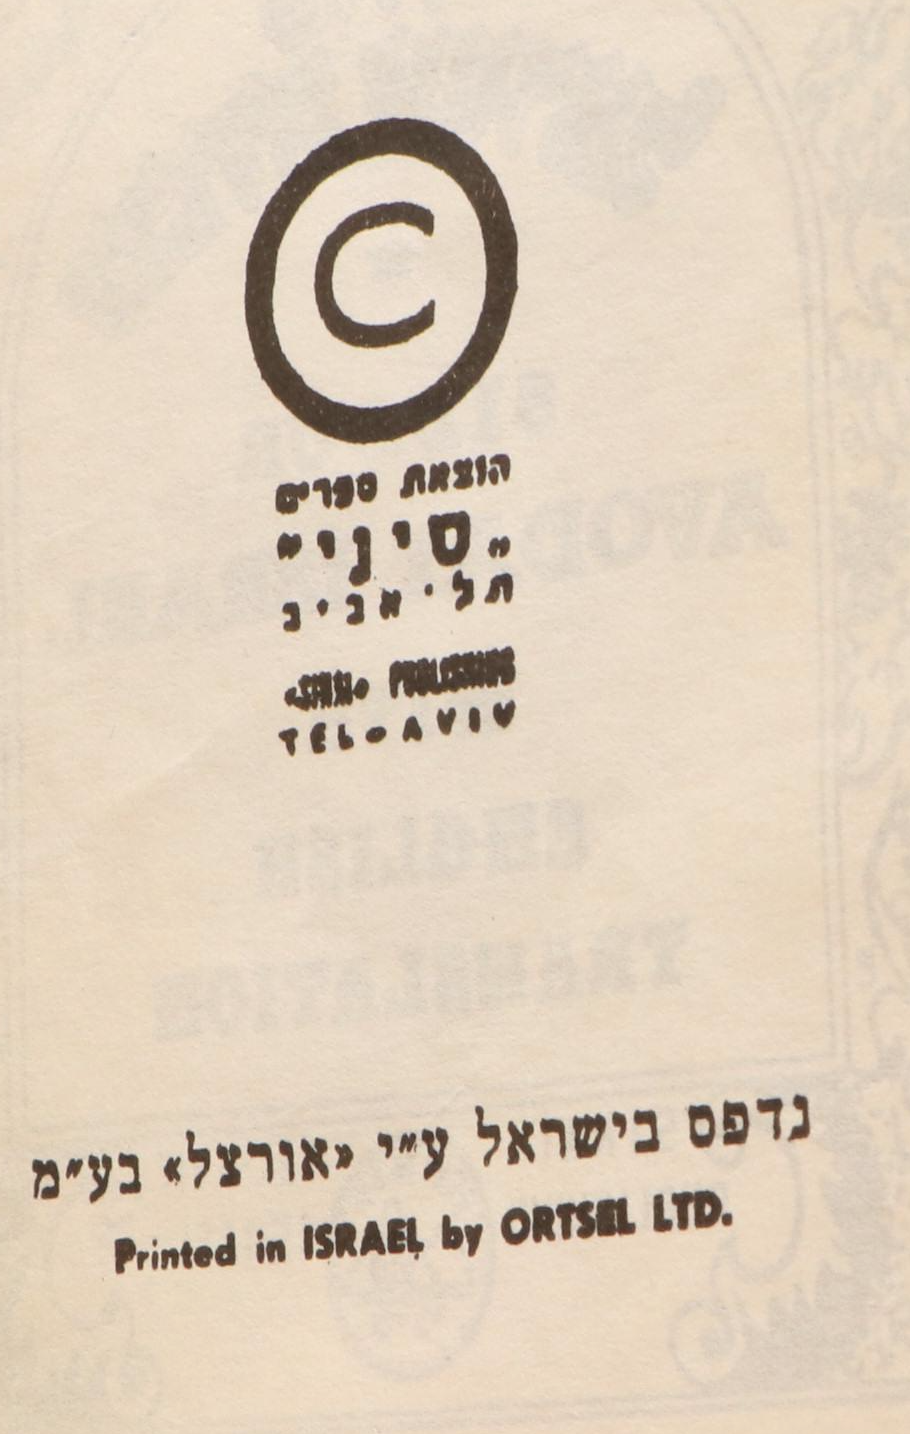 ©
הוצאת ספרים
„סיני”
תל־אביב
«SINAI» PUBLISHING
TEL-AVIV
נדפס בישראל ע״י «אורצל» בע״מ
Printed in ISRAEL by ORTSEL LTD.